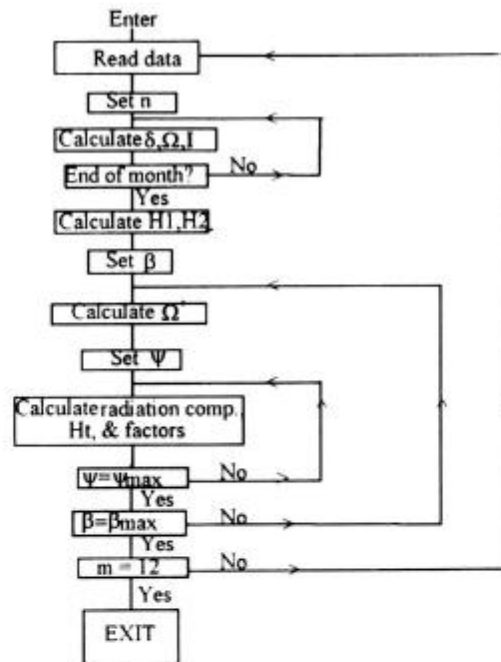 Enter
Read data
Set n
Calculate δ,Ω,I
End of month? No
Yes
Calculate H1,H2
Set β
Calculate Ω'
Set Ψ
Calculate radiation comp.,
Ht, & factors
Ψ=Ψmax No
Yes
β=βmax No
Yes
m = 12 No
Yes
EXIT